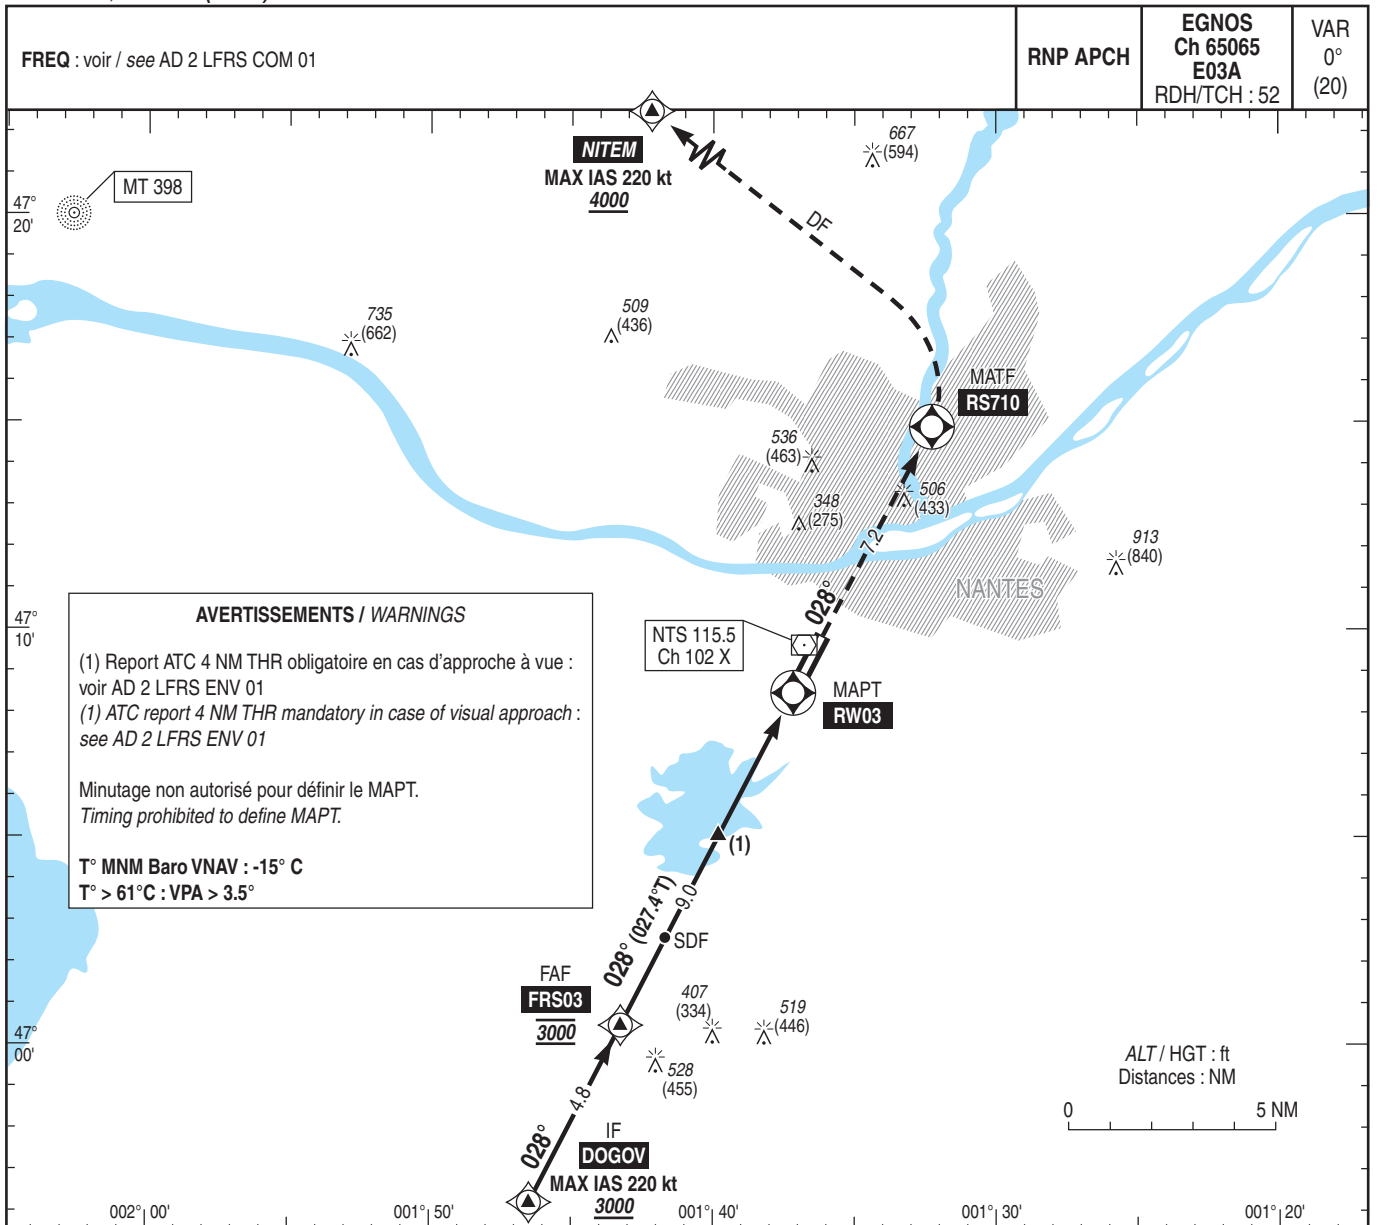 FREQ : voir / see AD 2 LFRS COM 01
RNP APCH
EGNOS
Ch 65065
E03A
RDH/TCH : 52
VAR
0°
(20)
NITEM
MAX IAS 220 kt
4000
667
(594)
MT 398
47°
20'
DF
735
(662)
509
(436)
MATF
RS710
536
(463)
348
(275)
506
(433)
7.2
913
(840)
NANTES
028°
47°
10'
AVERTISSEMENTS / WARNINGS
(1) Report ATC 4 NM THR obligatoire en cas d'approche à vue :
voir AD 2 LFRS ENV 01
(1) ATC report 4 NM THR mandatory in case of visual approach :
see AD 2 LFRS ENV 01
Minutage non autorisé pour définir le MAPT.
Timing prohibited to define MAPT.
T° MNM Baro VNAV : -15° C
T° > 61°C : VPA > 3.5°
NTS 115.5
Ch 102 X
MAPT
RW03
(1)
9.0
028° (027.4°T)
SDF
FAF
FRS03
3000
407
(334)
519
(446)
47°
00'
528
(455)
4.8
028°
IF
DOGOV
MAX IAS 220 kt
3000
ALT / HGT : ft
Distances : NM
0 5 NM
002° 00' 001° 50' 001° 40' 001° 30' 001° 20'